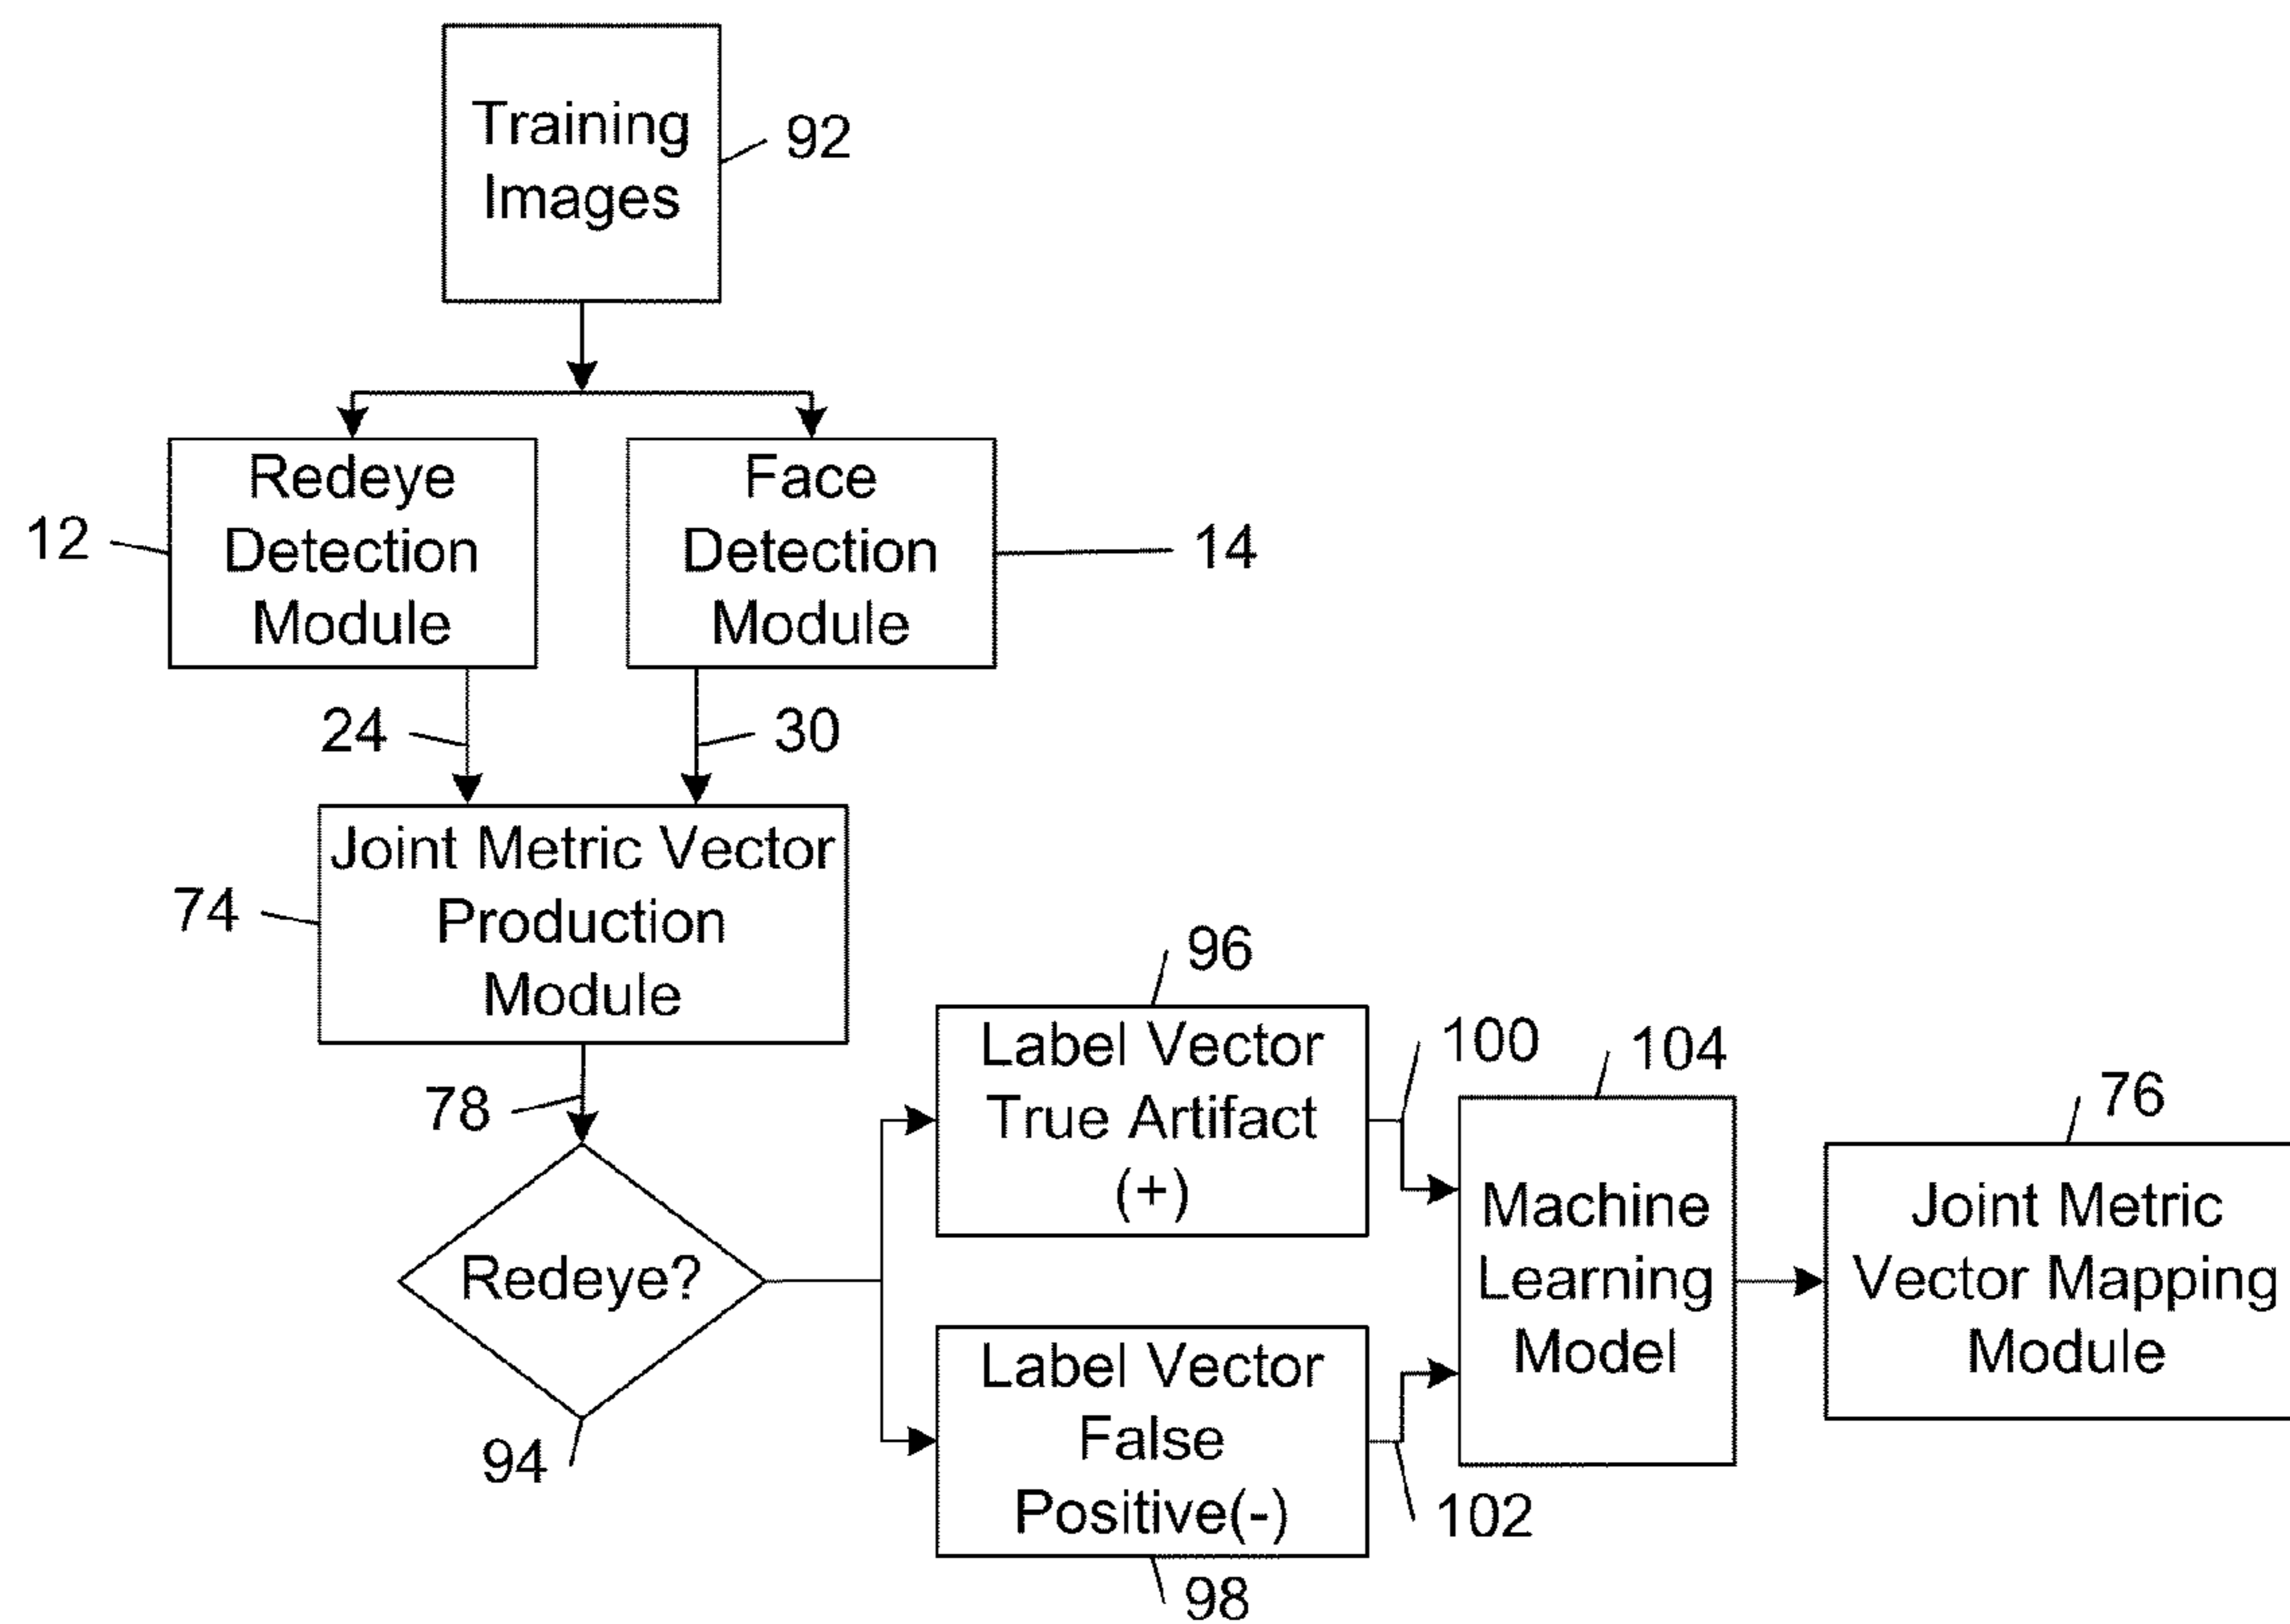 Training
Images
92
Redeye
Detection
Module
12
Face
Detection
Module
14
24
30
Joint Metric Vector
Production
Module
74
78
Redeye?
94
96
Label Vector
True Artifact
(+)
100
Label Vector
False
Positive(-)
98
102
104
Machine
Learning
Model
76
Joint Metric
Vector Mapping
Module